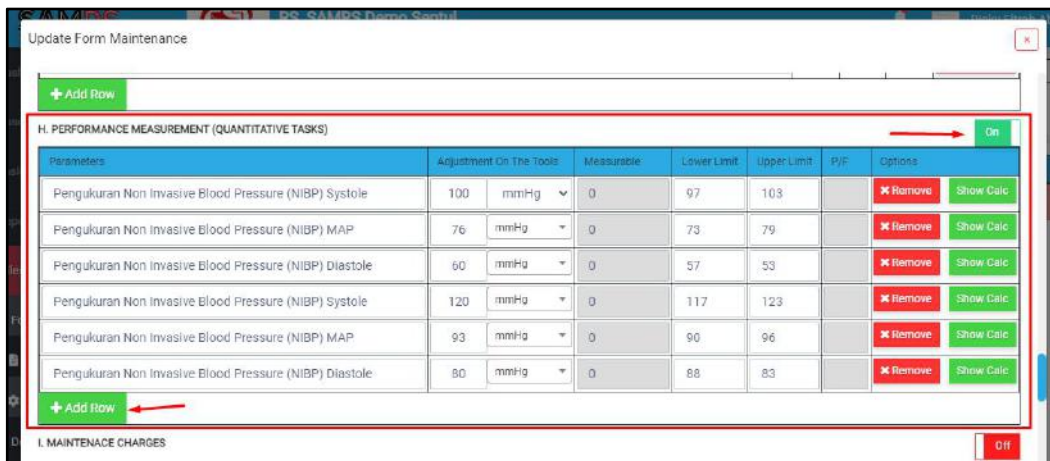 RS. SAMRS Demo Sentul
Update Form Maintenance
×
+ Add Row
H. PERFORMANCE MEASUREMENT (QUANTITATIVE TASKS) On
Parameters Adjustment On The Tools Measurable Lower Limit Upper Limit P/F Options
Pengukuran Non Invasive Blood Pressure (NIBP) Systole 100 mmHg 0 97 103 × Remove Show Calc
Pengukuran Non Invasive Blood Pressure (NIBP) MAP 76 mmHg 0 73 79 × Remove Show Calc
Pengukuran Non Invasive Blood Pressure (NIBP) Diastole 60 mmHg 0 57 53 × Remove Show Calc
Pengukuran Non Invasive Blood Pressure (NIBP) Systole 120 mmHg 0 117 123 × Remove Show Calc
Pengukuran Non Invasive Blood Pressure (NIBP) MAP 93 mmHg 0 90 96 × Remove Show Calc
Pengukuran Non Invasive Blood Pressure (NIBP) Diastole 80 mmHg 0 88 83 × Remove Show Calc
+ Add Row
I. MAINTENACE CHARGES Off